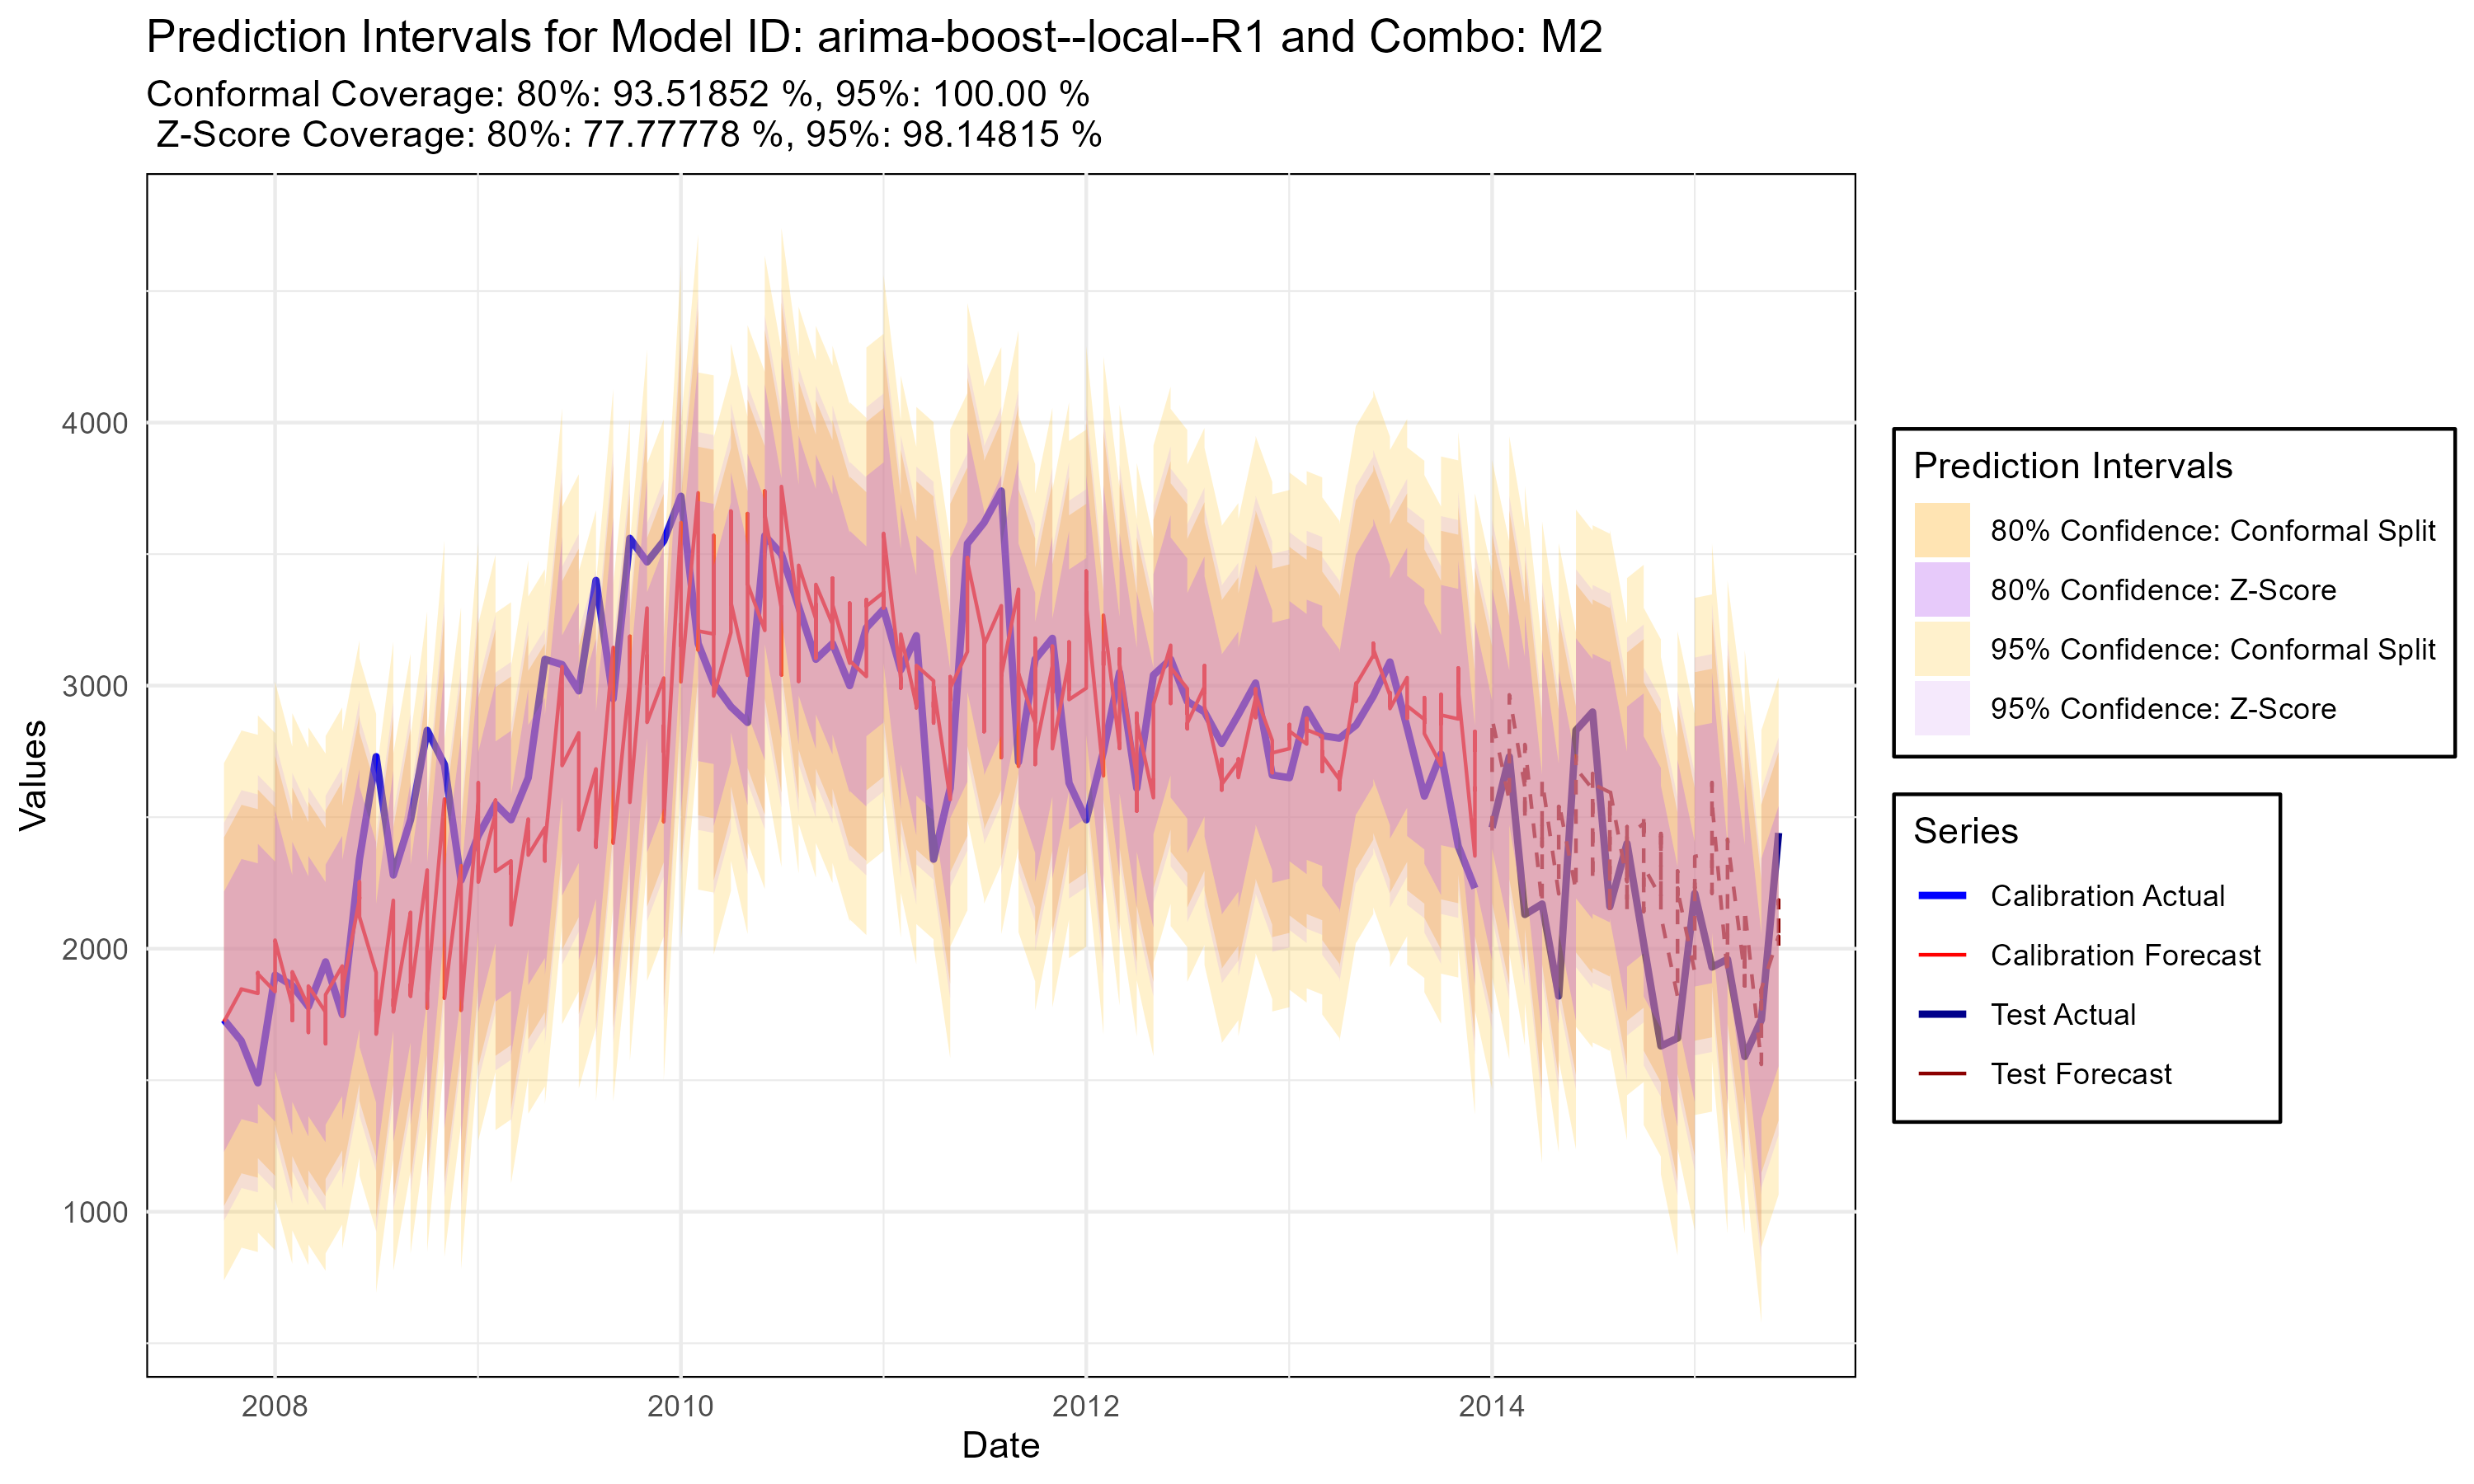 Prediction Intervals for Model ID: arima-boost--local--R1 and Combo: M2
Conformal Coverage: 80%: 93.51852 %, 95%: 100.00 %
Z-Score Coverage: 80%: 77.77778 %, 95%: 98.14815 %
Values
4000
3000
2000
1000
2008
2010
2012
2014
Date
Prediction Intervals
80% Confidence: Conformal Split
80% Confidence: Z-Score
95% Confidence: Conformal Split
95% Confidence: Z-Score
Series
Calibration Actual
Calibration Forecast
Test Actual
Test Forecast